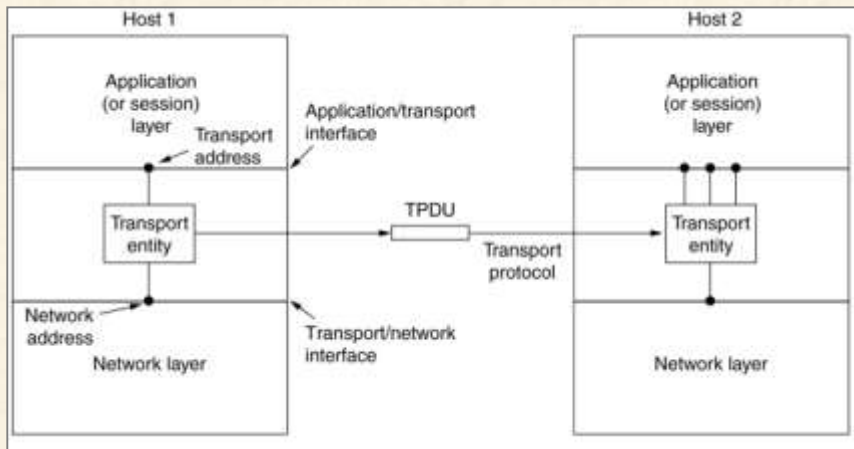 Host 1
Host 2
Application
(or session)
layer
Transport
address
Application/transport
interface
Application
(or session)
layer
Transport
entity
TPDU
Transport
protocol
Transport
entity
Network
address
Transport/network
interface
Network layer
Network layer